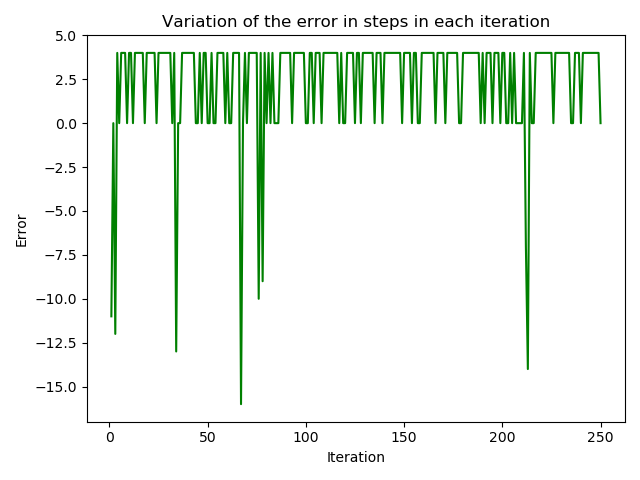 Variation of the error in steps in each iteration
5.0
2.5
0.0
−2.5
−5.0
−7.5
−10.0
−12.5
−15.0
Error
0 50 100 150 200 250
Iteration